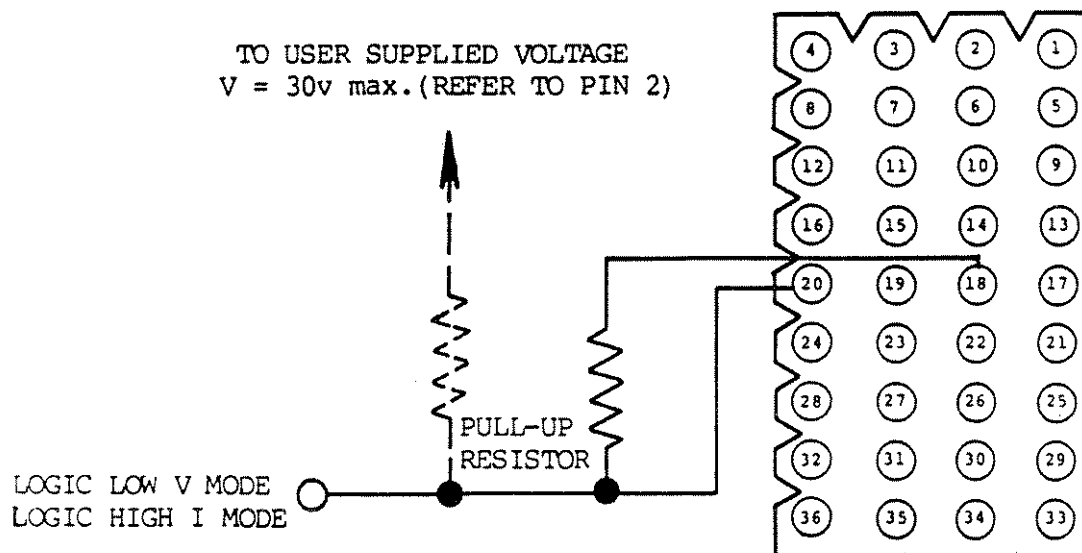 TO USER SUPPLIED VOLTAGE
V = 30v max.(REFER TO PIN 2)
PULL-UP
RESISTOR
LOGIC LOW V MODE
LOGIC HIGH I MODE
4 3 2 1
8 7 6 5
12 11 10 9
16 15 14 13
20 19 18 17
24 23 22 21
28 27 26 25
32 31 30 29
36 35 34 33